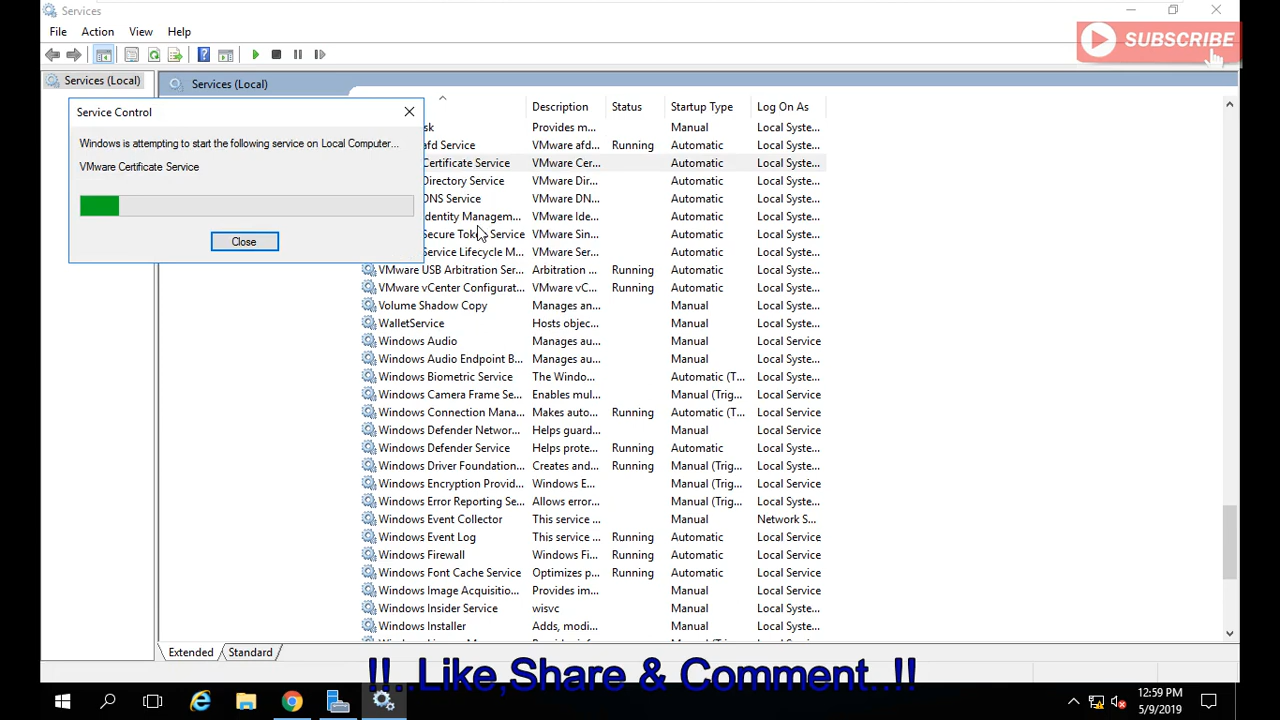 Services
File Action View Help
SUBSCRIBE
Services (Local)
Services (Local)
Service Control
Windows is attempting to start the following service on Local Computer...
VMware Certificate Service
Close
Description Status Startup Type Log On As
sk Provides m... Manual Local Syste...
afd Service VMware afd... Running Automatic Local Syste...
Certificate Service VMware Cer... Automatic Local Syste...
Directory Service VMware Dir... Automatic Local Syste...
DNS Service VMware DN... Automatic Local Syste...
dentity Managem... VMware Ide... Automatic Local Syste...
Secure Token Service VMware Sin... Automatic Local Syste...
Service Lifecycle M... VMware Ser... Automatic Local Syste...
VMware USB Arbitration Ser... Arbitration ... Running Automatic Local Syste...
VMware vCenter Configurat... VMware vC... Running Automatic Local Syste...
Volume Shadow Copy Manages an... Manual Local Syste...
WalletService Hosts objec... Manual Local Syste...
Windows Audio Manages au... Manual Local Service
Windows Audio Endpoint B... Manages au... Manual Local Syste...
Windows Biometric Service The Windo... Automatic (T... Local Syste...
Windows Camera Frame Se... Enables mul... Manual (Trig... Local Service
Windows Connection Mana... Makes auto... Running Automatic (T... Local Service
Windows Defender Networ... Helps guard... Manual Local Service
Windows Defender Service Helps prote... Running Automatic Local Syste...
Windows Driver Foundation... Creates and... Running Manual (Trig... Local Syste...
Windows Encryption Provid... Windows E... Manual (Trig... Local Service
Windows Error Reporting Se... Allows error... Manual (Trig... Local Syste...
Windows Event Collector This service ... Manual Network S...
Windows Event Log This service ... Running Automatic Local Service
Windows Firewall Windows Fi... Running Automatic Local Service
Windows Font Cache Service Optimizes p... Running Automatic Local Service
Windows Image Acquisitio... Provides im... Manual Local Service
Windows Insider Service wisvc Manual Local Syste...
Windows Installer Adds, modi... Manual Local Syste...
Extended Standard
!!..Like,Share & Comment..!!
12:59 PM
5/9/2019